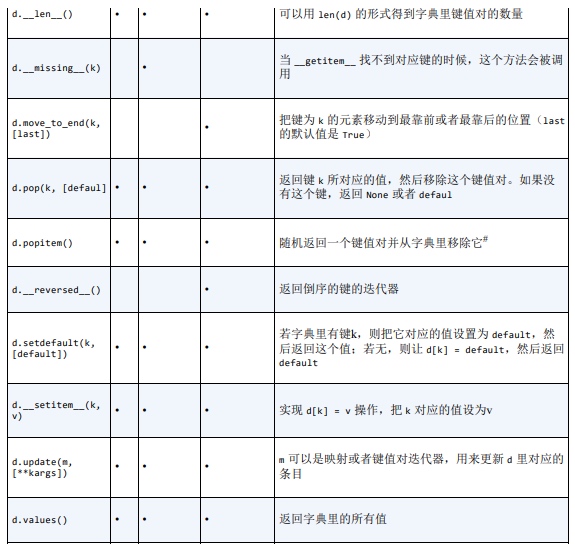 d.__len__() • • • 可以用 len(d) 的形式得到字典里键值对的数量
d.__missing__(k) • 当 __getitem__ 找不到对应键的时候，这个方法会被调
用
d.move_to_end(k, • 把键为 k 的元素移动到最靠前或者最靠后的位置（last
[last]) 的默认值是 True）
d.pop(k, [defaul] • • • 返回键 k 所对应的值，然后移除这个键值对。如果没
有这个键，返回 None 或者 defaul
d.popitem() • • • 随机返回一个键值对并从字典里移除它#
d.__reversed__() • 返回倒序的键的迭代器
d.setdefault(k, • • • 若字典里有键k，则把它对应的值设置为 default，然
[default]) 后返回这个值；若无，则让 d[k] = default，然后返回
default
d.__setitem__(k, • • • 实现 d[k] = v 操作，把 k 对应的值设为v
v)
d.update(m, • • • m 可以是映射或者键值对迭代器，用来更新 d 里对应的
[**kargs]) 条目
d.values() • • • 返回字典里的所有值